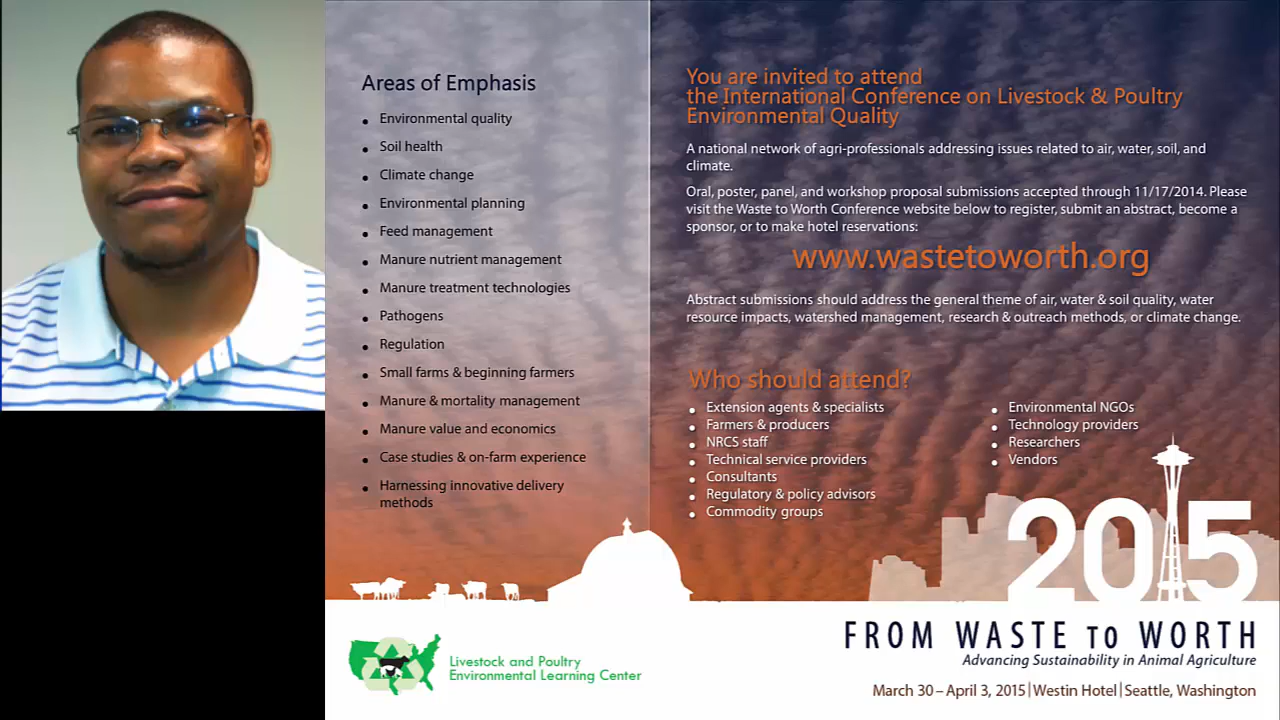 Areas of Emphasis
Environmental quality
Soil health
Climate change
Environmental planning
Feed management
Manure nutrient management
Manure treatment technologies
Pathogens
Regulation
Small farms & beginning farmers
Manure & mortality management
Manure value and economics
Case studies & on-farm experience
Harnessing innovative delivery
methods
You are invited to attend
the International Conference on Livestock & Poultry
Environmental Quality
A national network of agri-professionals addressing issues related to air, water, soil, and
climate.
Oral, poster, panel, and workshop proposal submissions accepted through 11/17/2014. Please
visit the Waste to Worth Conference website below to register, submit an abstract, become a
sponsor, or to make hotel reservations:
www.wastetoworth.org
Abstract submissions should address the general theme of air, water & soil quality, water
resource impacts, watershed management, research & outreach methods, or climate change.
Who should attend?
Extension agents & specialists
Farmers & producers
NRCS staff
Technical service providers
Consultants
Regulatory & policy advisors
Commodity groups
Environmental NGOs
Technology providers
Researchers
Vendors
2015
FROM WASTE TO WORTH
Advancing Sustainability in Animal Agriculture
March 30 – April 3, 2015 | Westin Hotel | Seattle, Washington
Livestock and Poultry
Environmental Learning Center